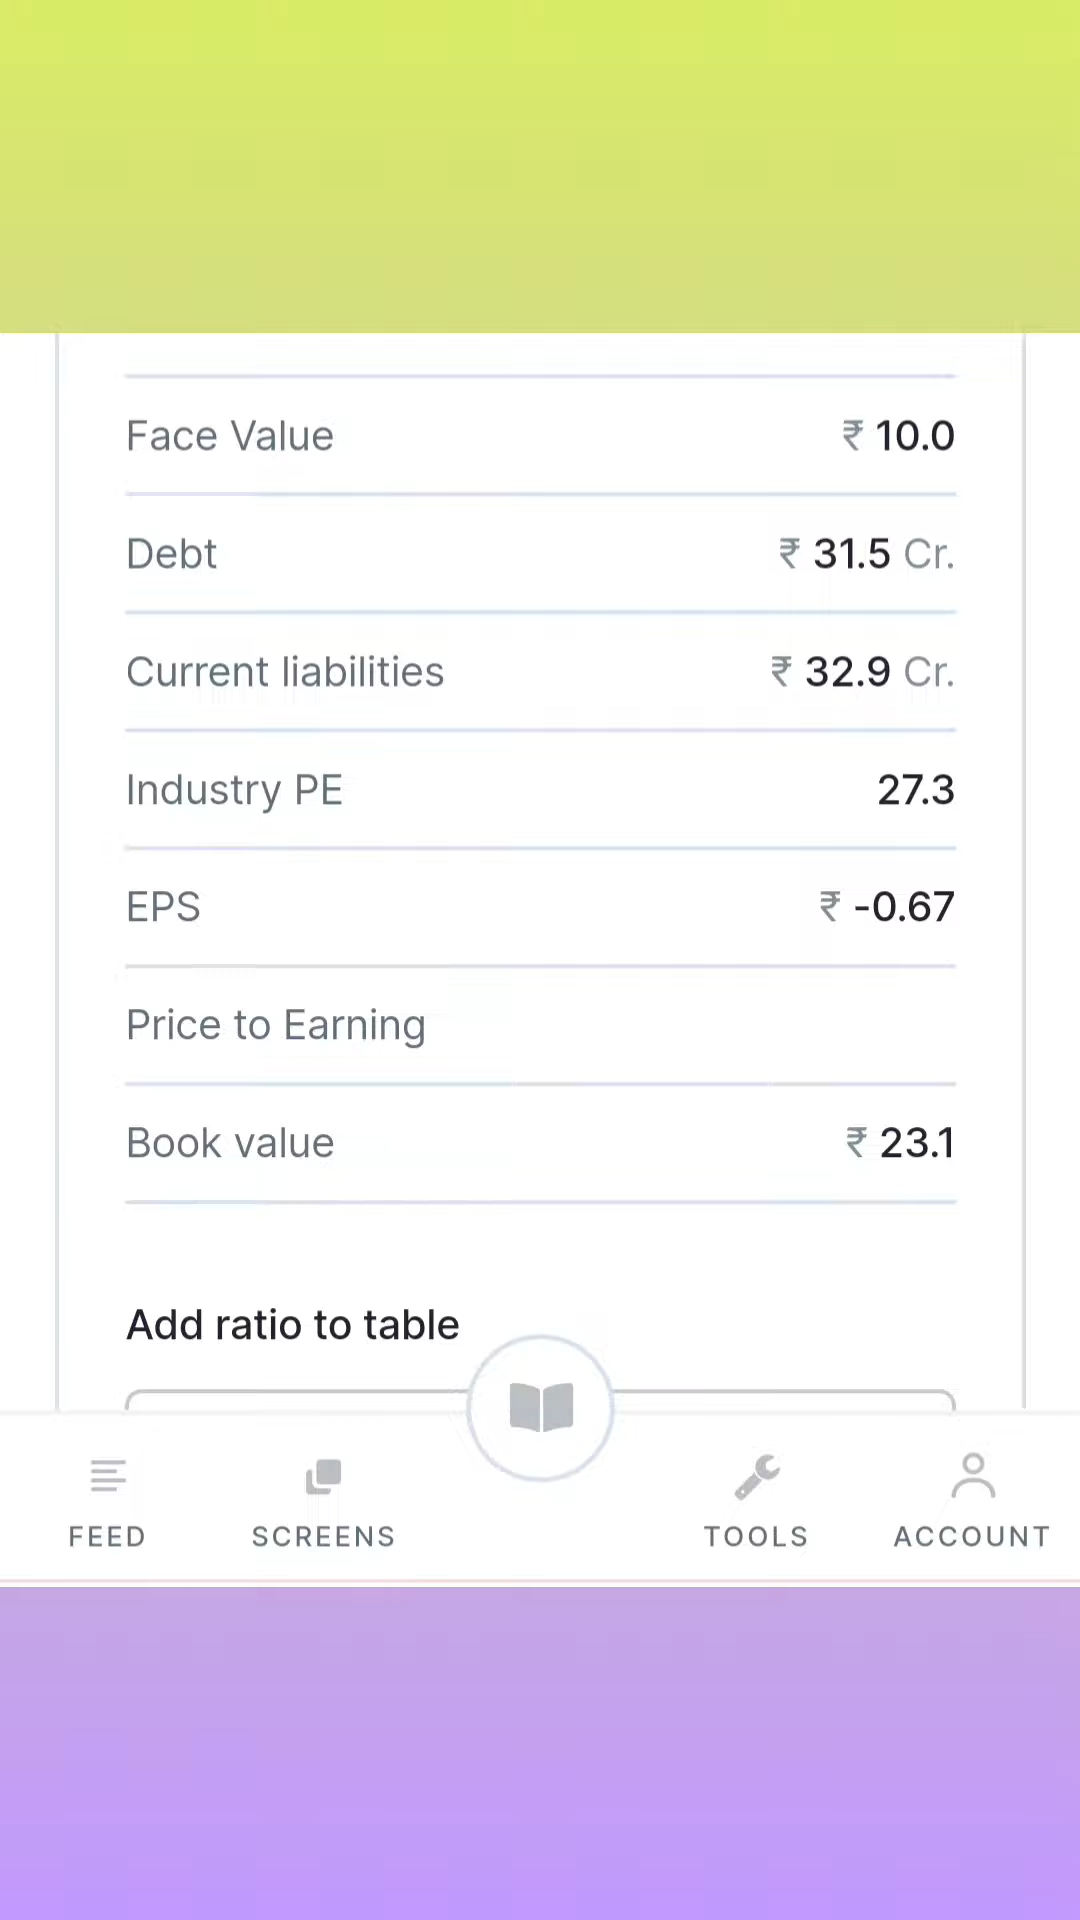 Face Value ₹ 10.0
Debt ₹ 31.5 Cr.
Current liabilities ₹ 32.9 Cr.
Industry PE 27.3
EPS ₹ -0.67
Price to Earning
Book value ₹ 23.1
Add ratio to table
FEED SCREENS TOOLS ACCOUNT